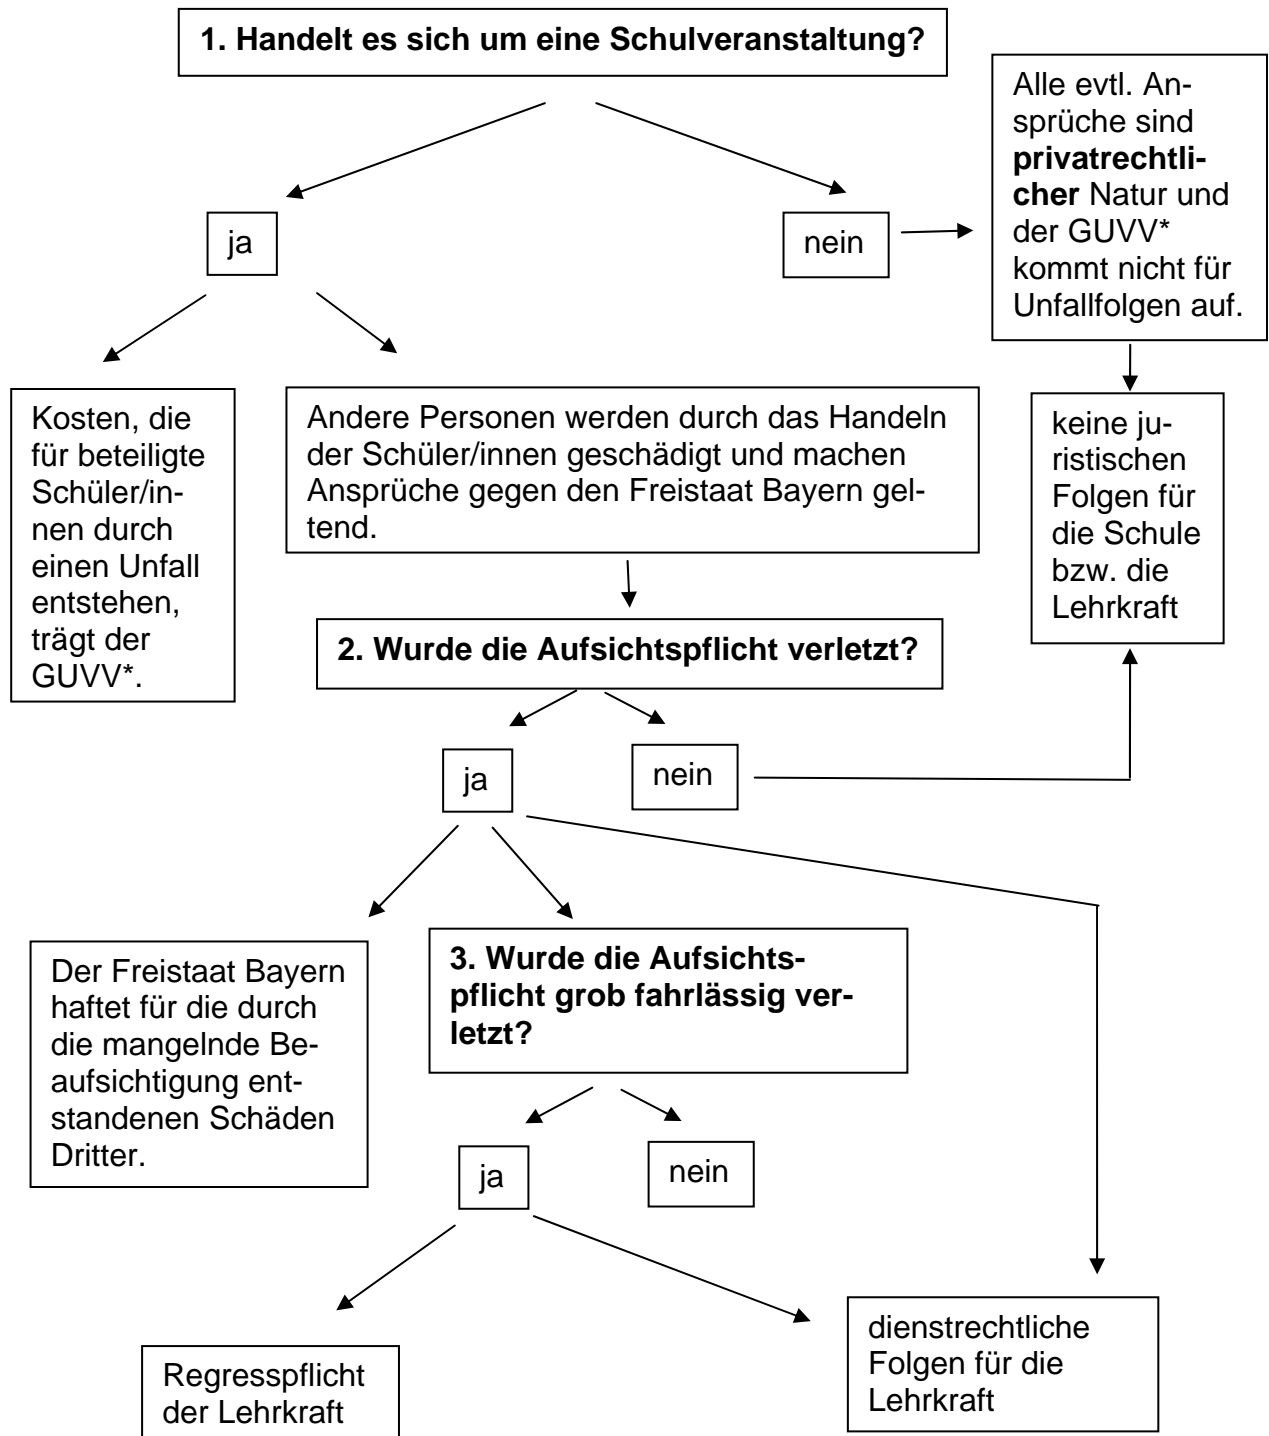 1. Handelt es sich um eine Schulveranstaltung?
Alle evtl. An-
sprüche sind
privatrechtli-
cher Natur und
der GUVV*
kommt nicht für
Unfallfolgen auf.
ja
nein
Kosten, die
für beteiligte
Schüler/in-
nen durch
einen Unfall
entstehen,
trägt der
GUVV*.
Andere Personen werden durch das Handeln
der Schüler/innen geschädigt und machen
Ansprüche gegen den Freistaat Bayern gel-
tend.
keine ju-
ristischen
Folgen für
die Schule
bzw. die
Lehrkraft
2. Wurde die Aufsichtspflicht verletzt?
ja
nein
Der Freistaat Bayern
haftet für die durch
die mangelnde Be-
aufsichtigung ent-
standenen Schäden
Dritter.
3. Wurde die Aufsichts-
pflicht grob fahrlässig ver-
letzt?
ja
nein
Regresspflicht
der Lehrkraft
dienstrechtliche
Folgen für die
Lehrkraft